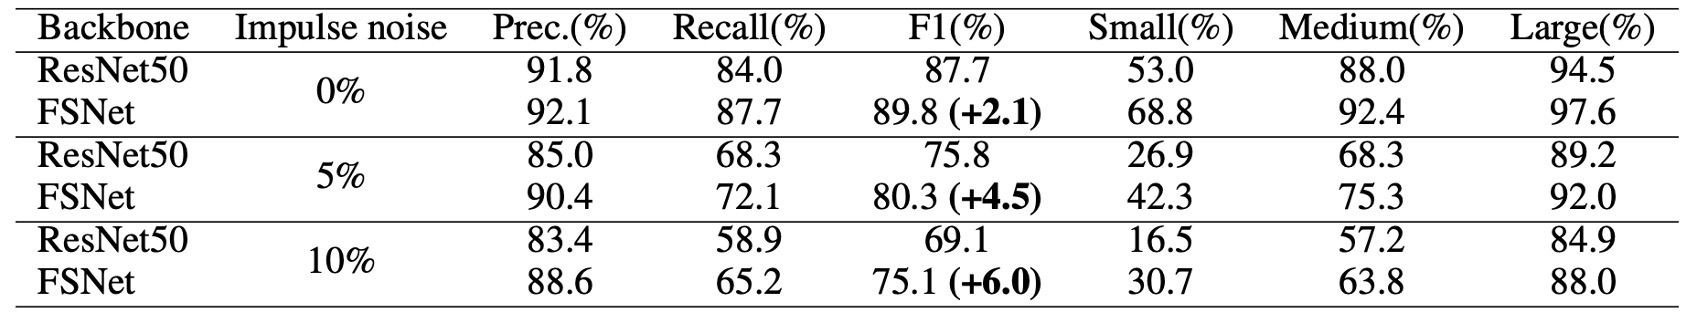 Backbone Impulse noise Prec.(%) Recall(%) F1(%) Small(%) Medium(%) Large(%)
ResNet50 0% 91.8 84.0 87.7 53.0 88.0 94.5
FSNet 92.1 87.7 89.8 (+2.1) 68.8 92.4 97.6
ResNet50 5% 85.0 68.3 75.8 26.9 68.3 89.2
FSNet 90.4 72.1 80.3 (+4.5) 42.3 75.3 92.0
ResNet50 10% 83.4 58.9 69.1 16.5 57.2 84.9
FSNet 88.6 65.2 75.1 (+6.0) 30.7 63.8 88.0